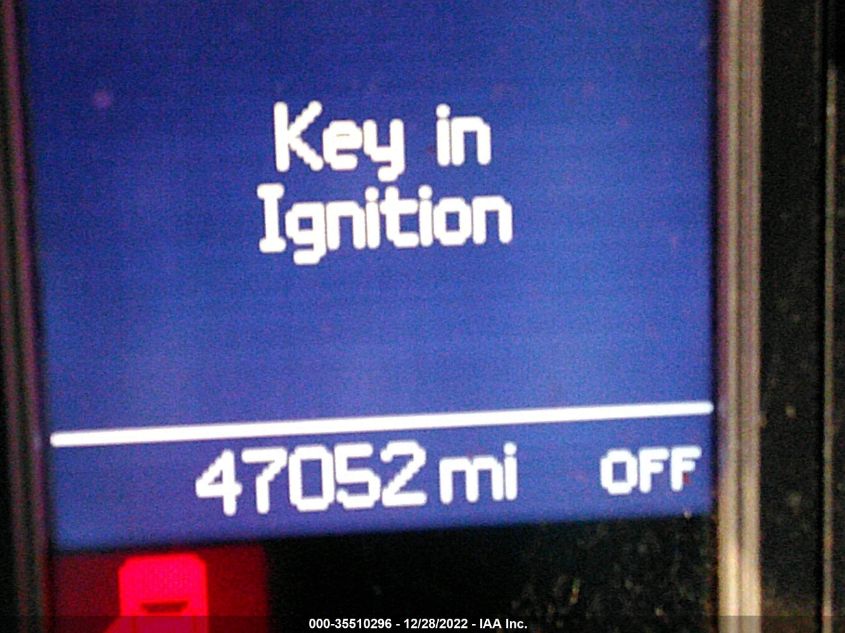 Key in
Ignition
47052 mi OFF
000-35510296 - 12/28/2022 - IAA Inc.